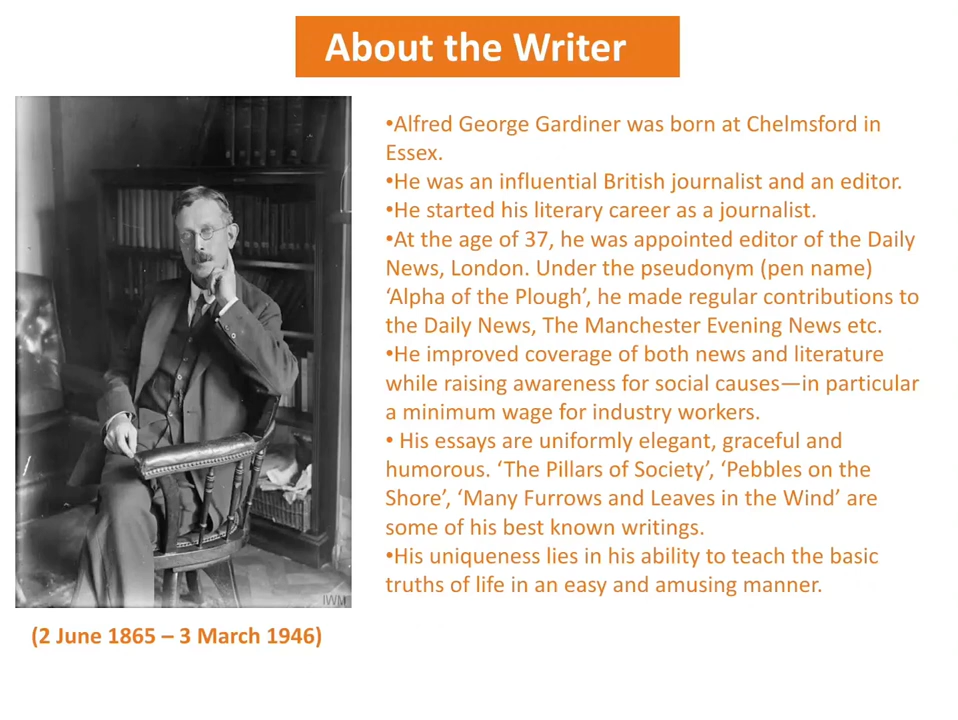 About the Writer
•Alfred George Gardiner was born at Chelmsford in
Essex.
•He was an influential British journalist and an editor.
•He started his literary career as a journalist.
•At the age of 37, he was appointed editor of the Daily
News, London. Under the pseudonym (pen name)
‘Alpha of the Plough’, he made regular contributions to
the Daily News, The Manchester Evening News etc.
•He improved coverage of both news and literature
while raising awareness for social causes—in particular
a minimum wage for industry workers.
• His essays are uniformly elegant, graceful and
humorous. ‘The Pillars of Society’, ‘Pebbles on the
Shore’, ‘Many Furrows and Leaves in the Wind’ are
some of his best known writings.
•His uniqueness lies in his ability to teach the basic
truths of life in an easy and amusing manner.
IWM
(2 June 1865 – 3 March 1946)